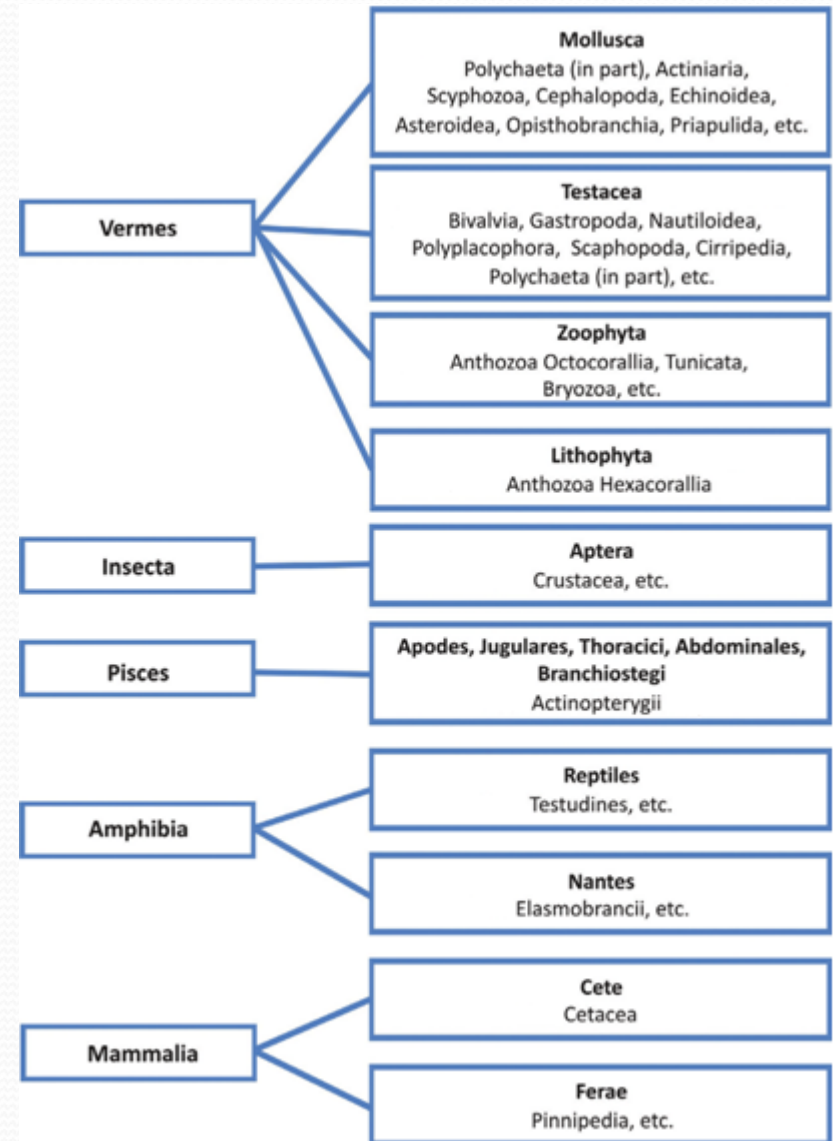 Vermes
Mollusca
Polychaeta (in part), Actiniaria,
Scyphozoa, Cephalopoda, Echinoidea,
Asteroidea, Opisthobranchia, Priapulida, etc.
Testacea
Bivalvia, Gastropoda, Nautiloidea,
Polyplacophora, Scaphopoda, Cirripedia,
Polychaeta (in part), etc.
Zoophyta
Anthozoa Octocorallia, Tunicata,
Bryozoa, etc.
Lithophyta
Anthozoa Hexacorallia
Insecta
Aptera
Crustacea, etc.
Pisces
Apodes, Jugulares, Thoracici, Abdominales,
Branchiostegi
Actinopterygii
Amphibia
Reptiles
Testudines, etc.
Nantes
Elasmobrancii, etc.
Mammalia
Cete
Cetacea
Ferae
Pinnipedia, etc.